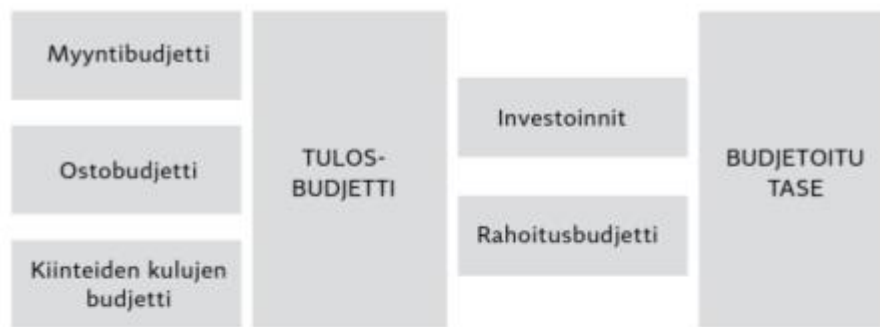 Myyntibudjetti
Ostobudjetti
Kiinteiden kulujen
budjetti
TULOS-
BUDJETTI
Investoinnit
Rahoitusbudjetti
BUDJETOITU
TASE